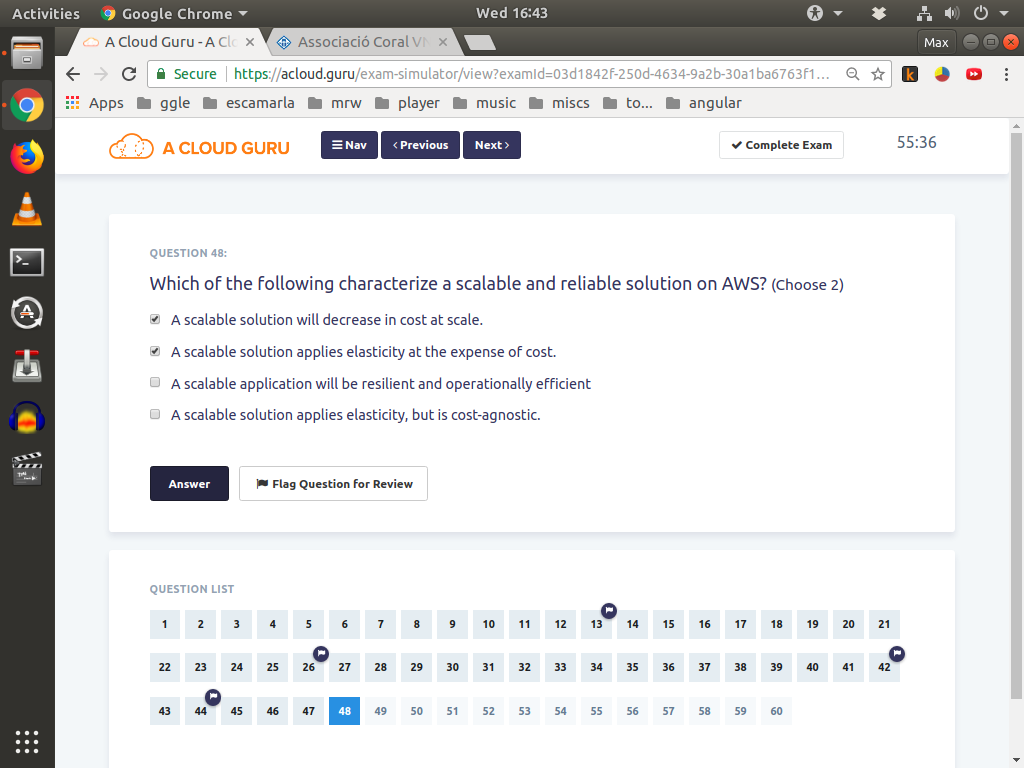 Activities Google Chrome Wed 16:43
A Cloud Guru - A Clo Associació Coral VN Max
Secure https://acloud.guru/exam-simulator/view?examId=03d1842f-250d-4634-9a2b-30a1ba6763f1...
Apps ggle escamarla mrw player music miscs to... angular
A CLOUD GURU Nav Previous Next Complete Exam 55:36
QUESTION 48:
Which of the following characterize a scalable and reliable solution on AWS? (Choose 2)
A scalable solution will decrease in cost at scale.
A scalable solution applies elasticity at the expense of cost.
A scalable application will be resilient and operationally efficient
A scalable solution applies elasticity, but is cost-agnostic.
Answer Flag Question for Review
QUESTION LIST
1 2 3 4 5 6 7 8 9 10 11 12 13 14 15 16 17 18 19 20 21
22 23 24 25 26 27 28 29 30 31 32 33 34 35 36 37 38 39 40 41 42
43 44 45 46 47 48 49 50 51 52 53 54 55 56 57 58 59 60